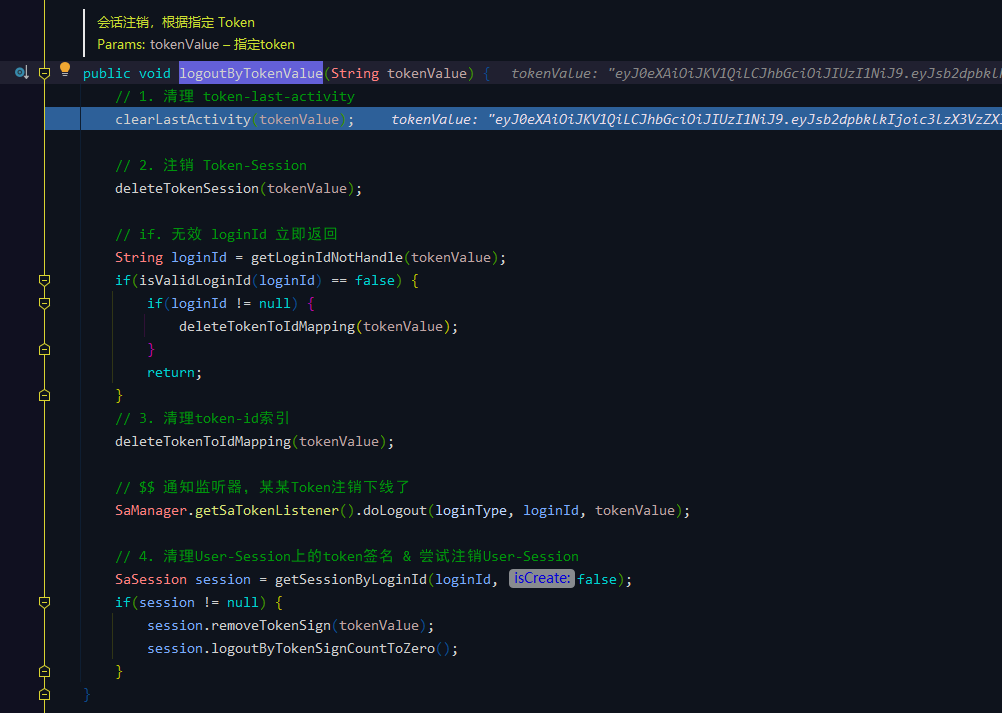 会话注销，根据指定 Token
Params: tokenValue – 指定token
public void logoutByTokenValue(String tokenValue) {   tokenValue: "eyJ0eXAiOiJKV1QiLCJhbGciOiJIUzI1NiJ9.eyJsb2dpbkl
// 1. 清理 token-last-activity
clearLastActivity(tokenValue);   tokenValue: "eyJ0eXAiOiJKV1QiLCJhbGciOiJIUzI1NiJ9.eyJsb2dpbklkIjoic3lzX3VzZX
// 2. 注销 Token-Session
deleteTokenSession(tokenValue);
// if. 无效 loginId 立即返回
String loginId = getLoginIdNotHandle(tokenValue);
if(isValidLoginId(loginId) == false) {
if(loginId != null) {
deleteTokenToIdMapping(tokenValue);
}
return;
}
// 3. 清理token-id索引
deleteTokenToIdMapping(tokenValue);
// $$ 通知监听器，某某Token注销下线了
SaManager.getSaTokenListener().doLogout(loginType, loginId, tokenValue);
// 4. 清理User-Session上的token签名 & 尝试注销User-Session
SaSession session = getSessionByLoginId(loginId, isCreate: false);
if(session != null) {
session.removeTokenSign(tokenValue);
session.logoutByTokenSignCountToZero();
}
}